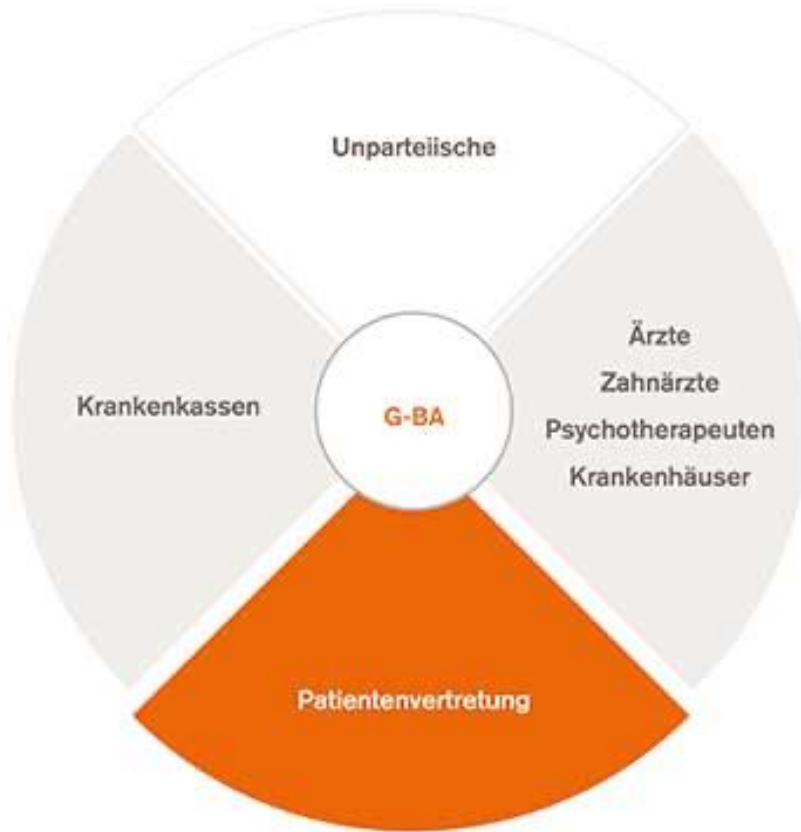 Unparteiische
Krankenkassen
G-BA
Ärzte
Zahnärzte
Psychotherapeuten
Krankenhäuser
Patientenvertretung